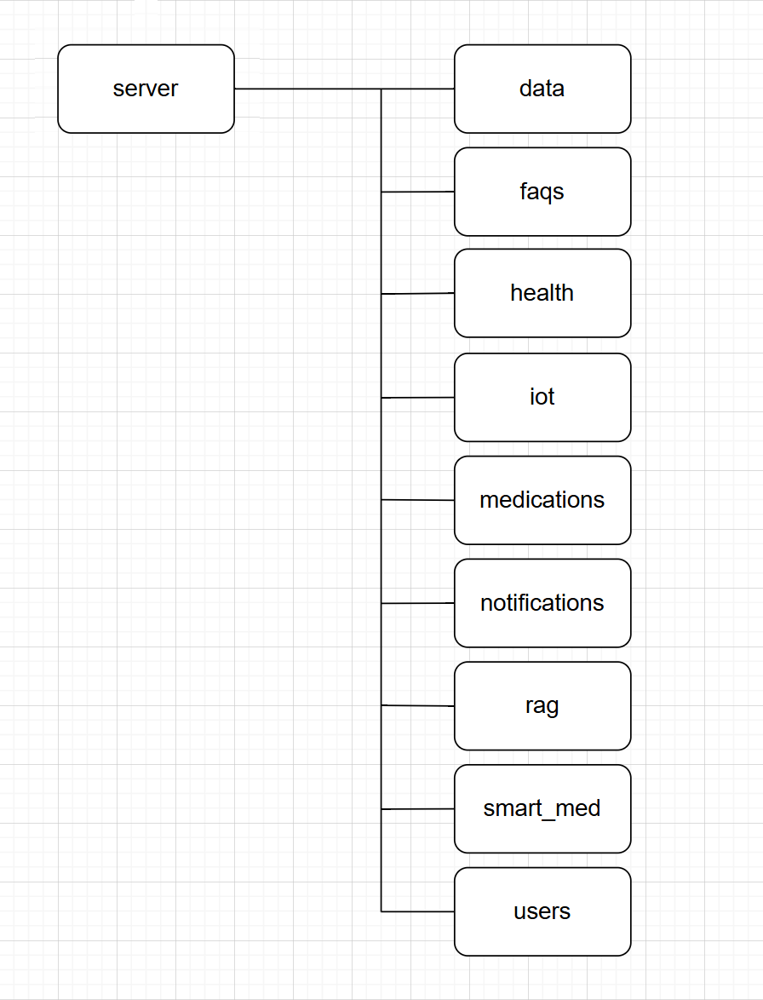 server
data
faqs
health
iot
medications
notifications
rag
smart_med
users